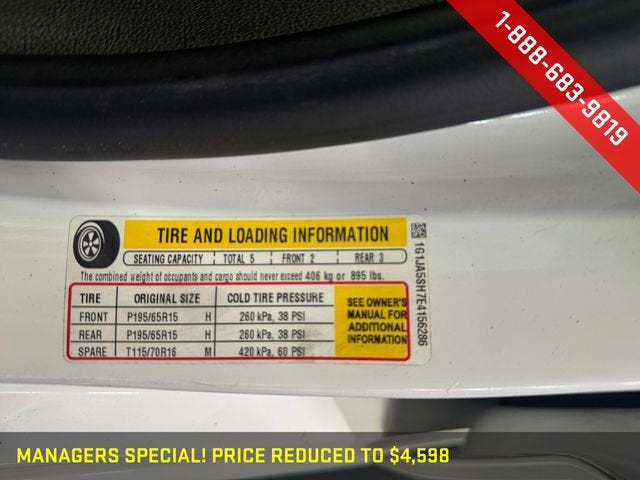 1-888-683-9819
TIRE AND LOADING INFORMATION
SEATING CAPACITY TOTAL 5 FRONT 2 REAR 3
The combined weight of occupants and cargo should never exceed 406 kg or 895 lbs.
TIRE ORIGINAL SIZE COLD TIRE PRESSURE
FRONT P195/65R15 H 260 kPa, 38 PSI
REAR P195/65R15 H 260 kPa, 38 PSI
SPARE T115/70R16 M 420 kPa, 60 PSI
SEE OWNER'S
MANUAL FOR
ADDITIONAL
INFORMATION
1G1JA5SH7E4156286
MANAGERS SPECIAL! PRICE REDUCED TO $4,598